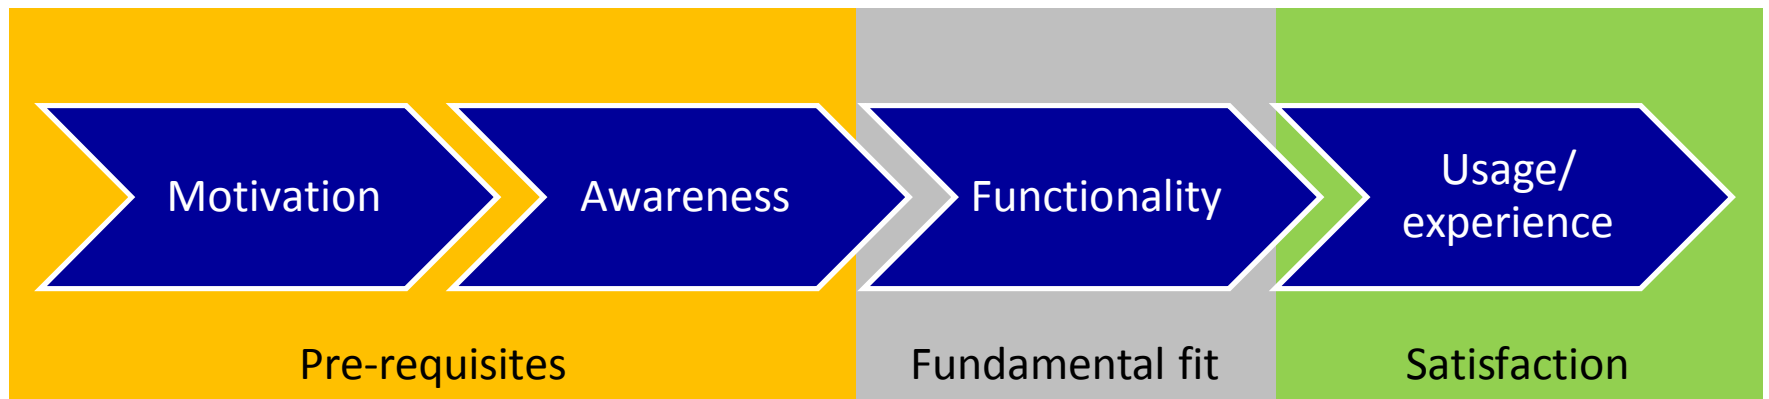 Motivation
Awareness
Functionality
Usage/
experience
Pre-requisites
Fundamental fit
Satisfaction